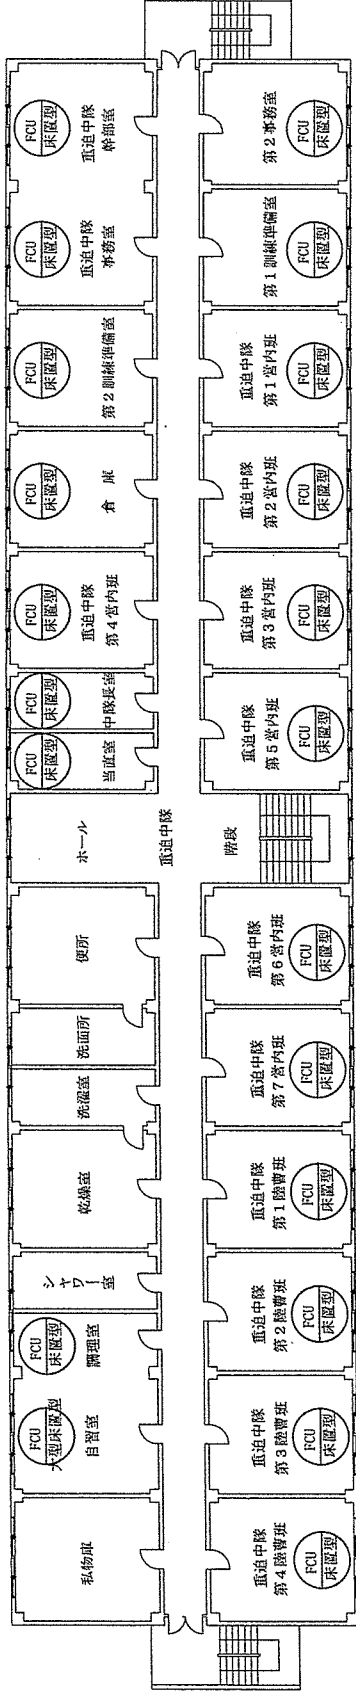 私物庫
FCU
大型床置型
自習室
FCU
床置型
調理室
シャワー室
乾燥室
洗濯室
洗面所
便所
ホール
FCU
床置型
当直室
FCU
床置型
中隊長室
FCU
床置型
重迫中隊
第4営内班
FCU
床置型
倉 庫
FCU
床置型
第2訓練準備室
FCU
床置型
重迫中隊
事務室
FCU
床置型
重迫中隊
幹部室
重迫中隊
重迫中隊
第4陸曹班
FCU
床置型
重迫中隊
第3陸曹班
FCU
床置型
重迫中隊
第2陸曹班
FCU
床置型
重迫中隊
第1陸曹班
FCU
床置型
重迫中隊
第7営内班
FCU
床置型
重迫中隊
第6営内班
FCU
床置型
階段
重迫中隊
第5営内班
FCU
床置型
重迫中隊
第3営内班
FCU
床置型
重迫中隊
第2営内班
FCU
床置型
重迫中隊
第1営内班
FCU
床置型
第1訓練準備室
FCU
床置型
第2事務室
FCU
床置型